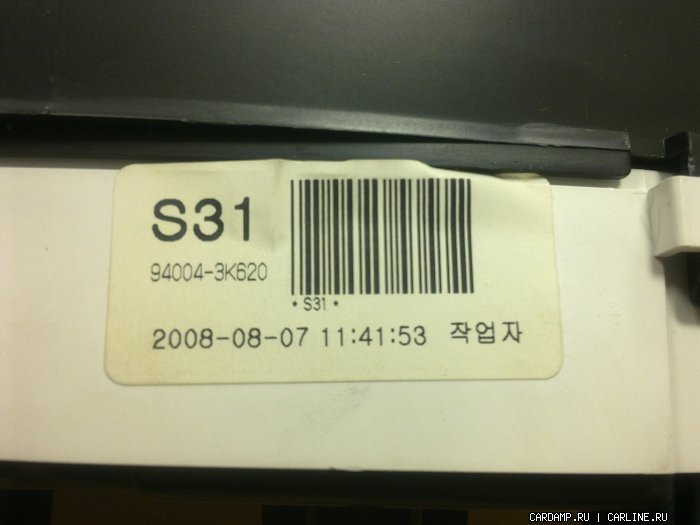 S31
94004-3K620
* S31 *
2008-08-07 11:41:53 작업자
CARDAMP.RU | CARLINE.RU